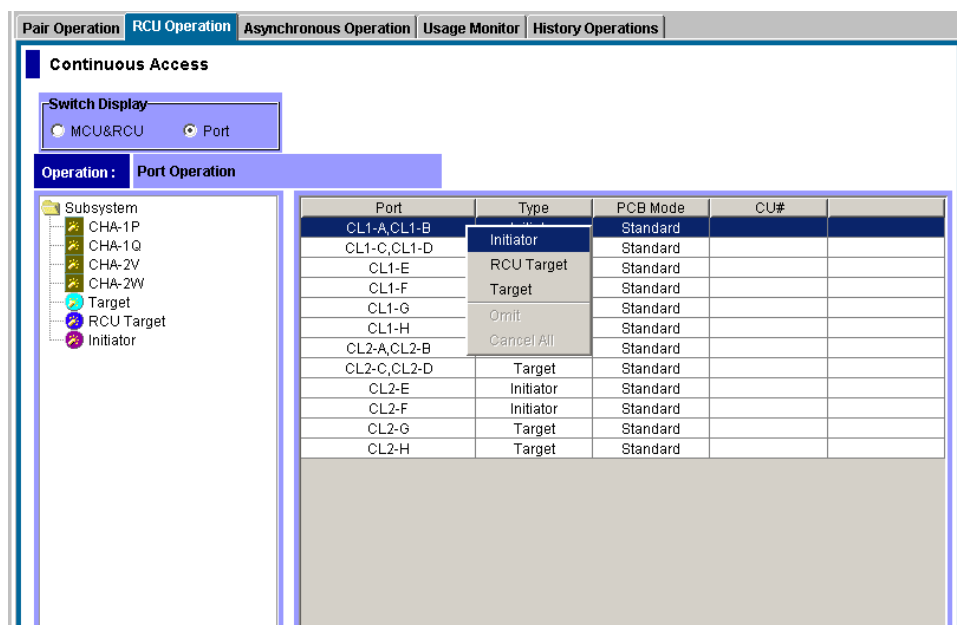 Pair Operation RCU Operation Asynchronous Operation Usage Monitor History Operations
Continuous Access
Switch Display
MCU&RCU Port
Operation : Port Operation
Subsystem
CHA-1P
CHA-1Q
CHA-2V
CHA-2W
Target
RCU Target
Initiator
Port Type PCB Mode CU#
CL1-A,CL1-B Standard
CL1-C,CL1-D Standard
CL1-E Standard
CL1-F Standard
CL1-G Standard
CL1-H Standard
CL2-A,CL2-B Standard
CL2-C,CL2-D Target Standard
CL2-E Initiator Standard
CL2-F Initiator Standard
CL2-G Target Standard
CL2-H Target Standard
Initiator
RCU Target
Target
Omit
Cancel All